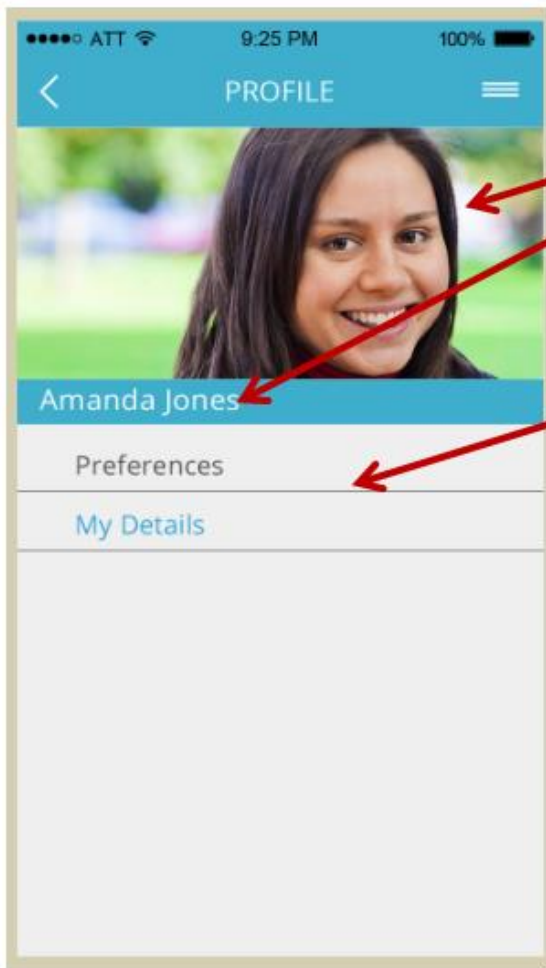 ATT 9:25 PM 100%
PROFILE
Amanda Jones
Preferences
My Details